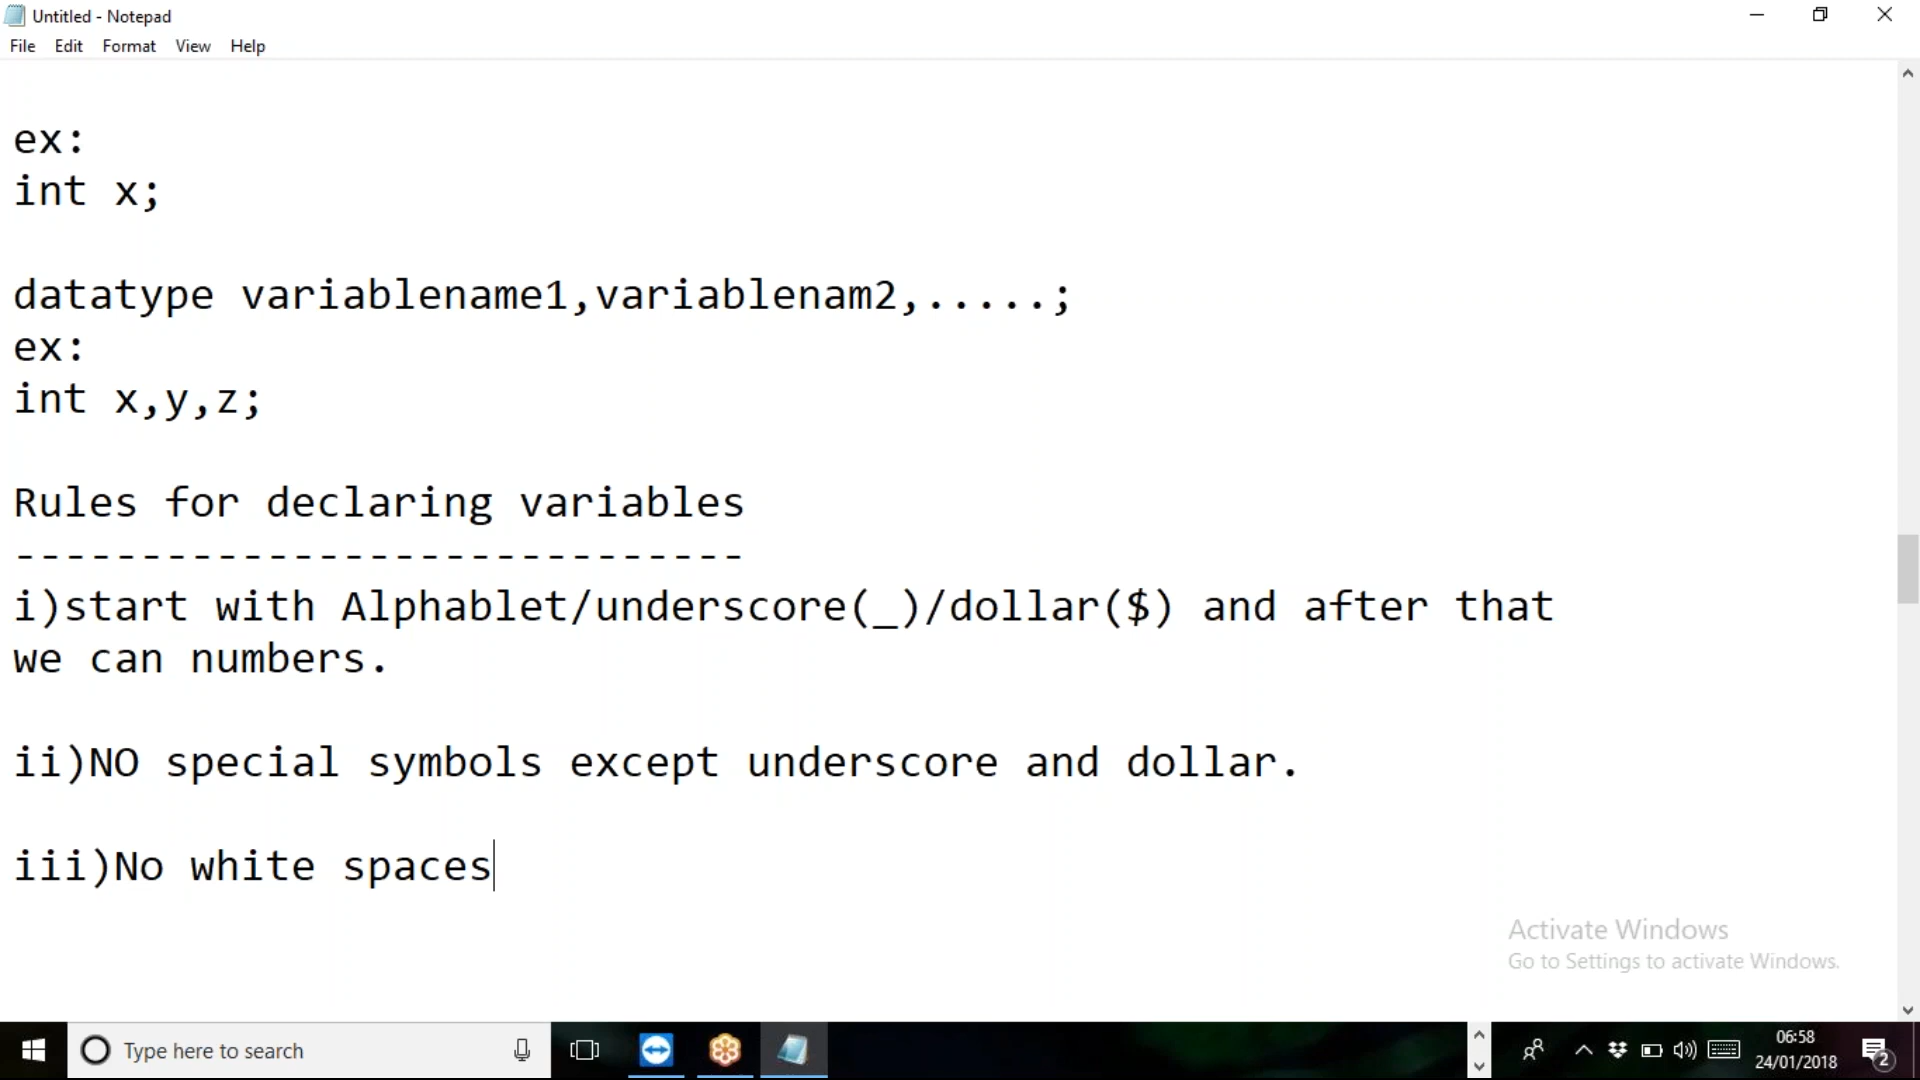 Untitled - Notepad
File Edit Format View Help
ex:
int x;
datatype variablename1,variablenam2,.....;
ex:
int x,y,z;
Rules for declaring variables
-----------------------------
i)start with Alphablet/underscore(_)/dollar($) and after that
we can numbers.
ii)NO special symbols except underscore and dollar.
iii)No white spaces
Activate Windows
Go to Settings to activate Windows.
Type here to search
06:58
24/01/2018
2